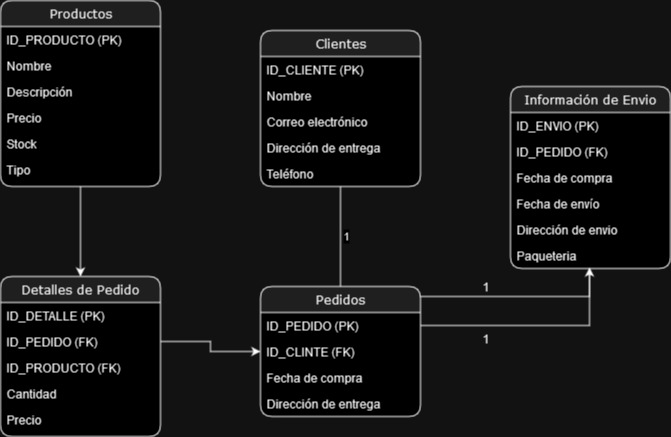 Productos
ID_PRODUCTO (PK)
Nombre
Descripción
Precio
Stock
Tipo
Clientes
ID_CLIENTE (PK)
Nombre
Correo electrónico
Dirección de entrega
Teléfono
Información de Envio
ID_ENVIO (PK)
ID_PEDIDO (FK)
Fecha de compra
Fecha de envío
Dirección de envio
Paqueteria
1
Detalles de Pedido
ID_DETALLE (PK)
ID_PEDIDO (FK)
ID_PRODUCTO (FK)
Cantidad
Precio
Pedidos
ID_PEDIDO (PK)
ID_CLINTE (FK)
Fecha de compra
Dirección de entrega
1
1